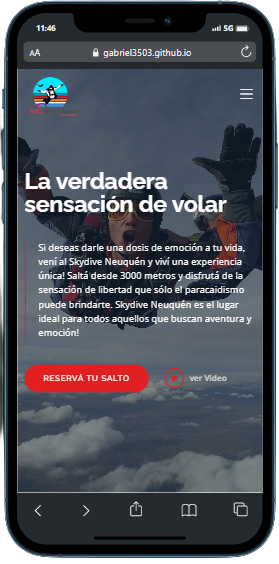 11:46
5G
AA
gabriel3503.github.io
La verdadera
sensación de volar
Si deseas darle una dosis de emoción a tu vida,
vení al Skydive Neuquén y viví una experiencia
única! Saltá desde 3000 metros y disfrutá de la
sensación de libertad que sólo el paracaidismo
puede brindarte. Skydive Neuquén es el lugar
ideal para todos aquellos que buscan aventura y
emoción!
RESERVÁ TU SALTO
ver Video